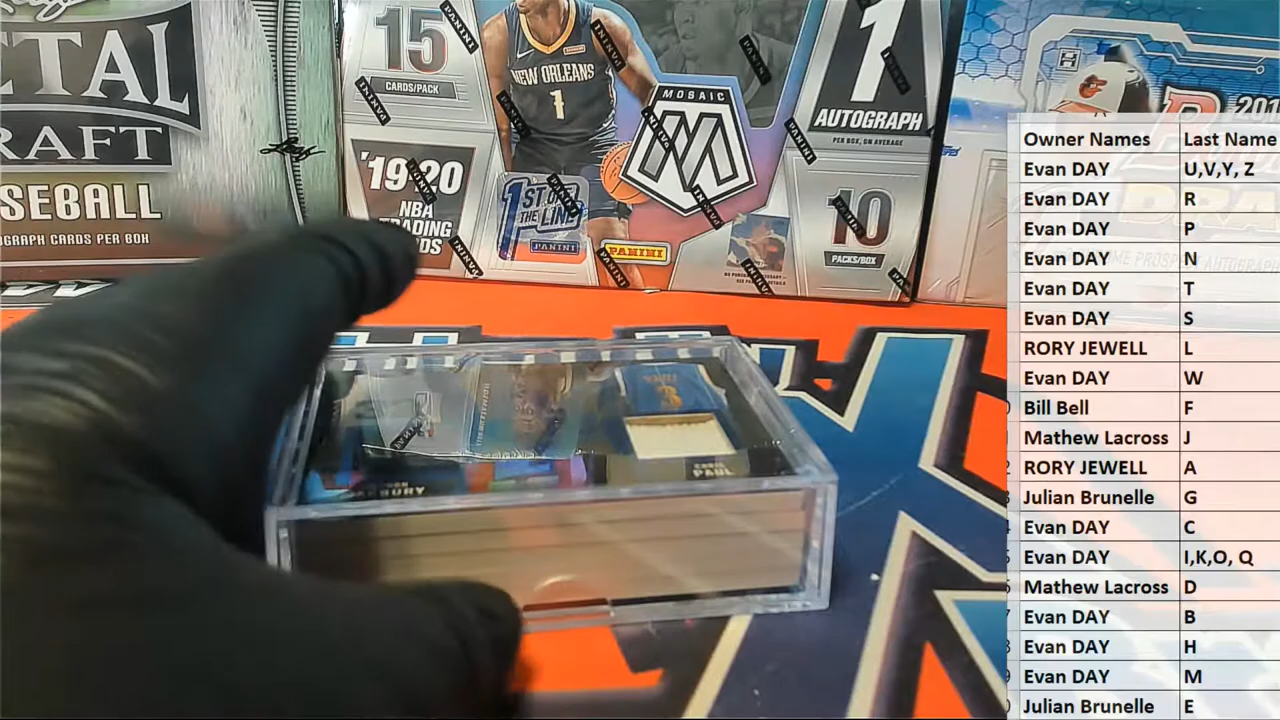 ETAL
RAFT
SEBALL
OGRAPH CARDS PER BOX
15
CARDS/PACK
'19-20
NBA
TRADING
CARDS
NEW ORLEANS
1
1ST OFF
THE LINE
PANINI
PANINI
MOSAIC
1
AUTOGRAPH
PER BOX, ON AVERAGE
10
PACKS/BOX
201
PAUL
Owner Names Last Name
Evan DAY U,V,Y, Z
Evan DAY R
Evan DAY P
Evan DAY N
Evan DAY T
Evan DAY S
RORY JEWELL L
Evan DAY W
Bill Bell F
Mathew Lacross J
RORY JEWELL A
Julian Brunelle G
Evan DAY C
Evan DAY I,K,O, Q
Mathew Lacross D
Evan DAY B
Evan DAY H
Evan DAY M
Julian Brunelle E